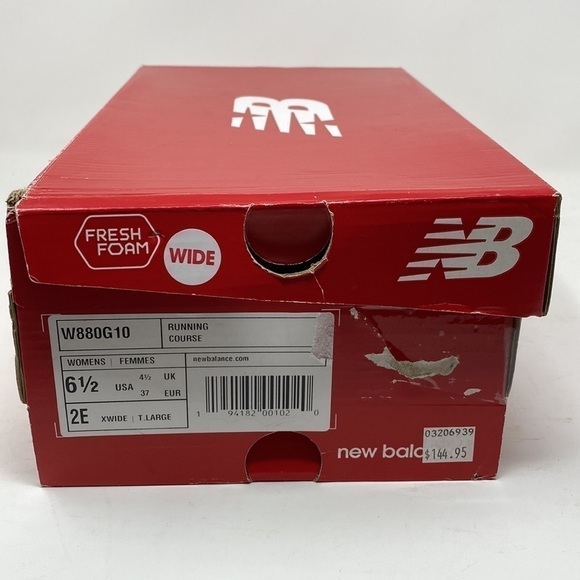 NB
FRESH
FOAM
WIDE
NB
W880G10
RUNNING
COURSE
WOMENS | FEMMES
newbalance.com
6½ USA 4½ UK
37 EUR
2E XWIDE | T.LARGE
1 94182 00102 0
new bala
03206939
$144.95